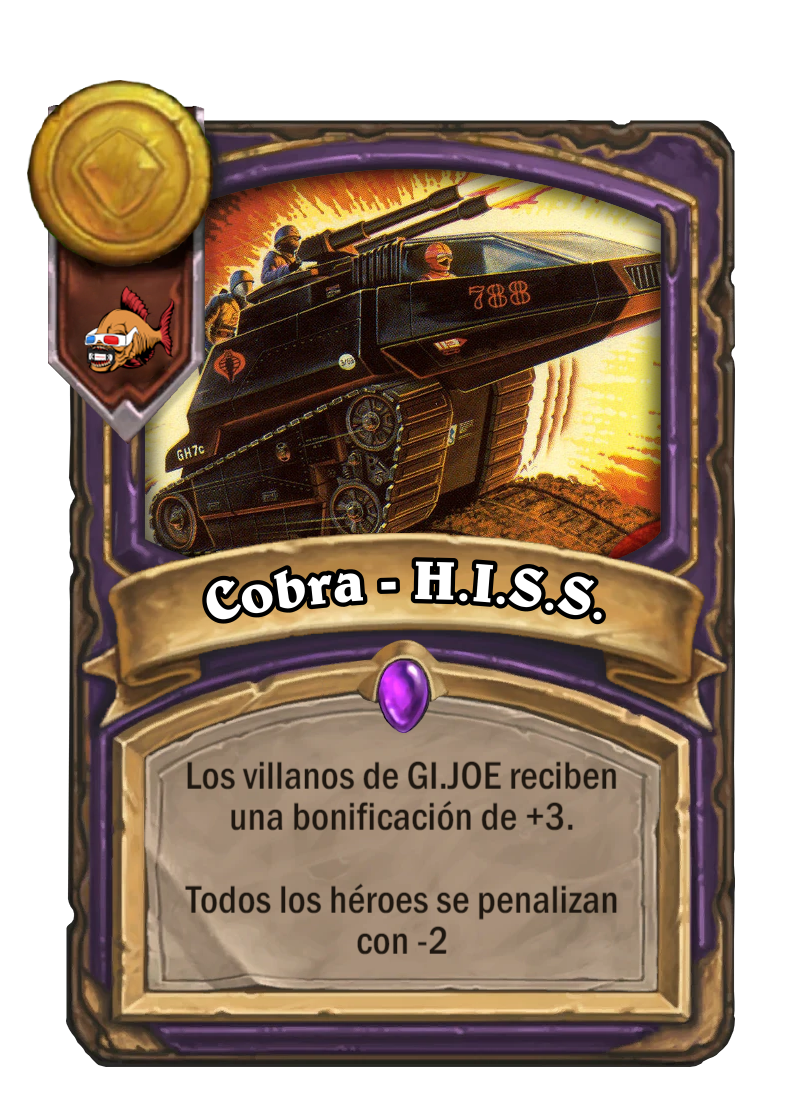 788
GH7c
Cobra - H.I.S.S.
Los villanos de GI.JOE reciben
una bonificación de +3.
Todos los héroes se penalizan
con -2